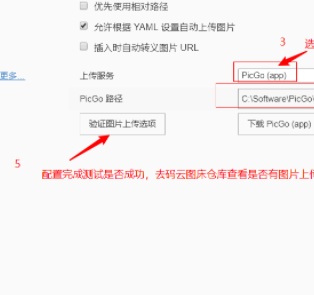 优先使用相对路径
允许根据 YAML 设置自动上传图片
插入时自动转义图片 URL
3 选
更多...
上传服务
PicGo (app)
PicGo 路径
C:\Software\PicGo\
验证图片上传选项
下载 PicGo (app)
5
配置完成测试是否成功，去码云图床仓库查看是否有图片上传